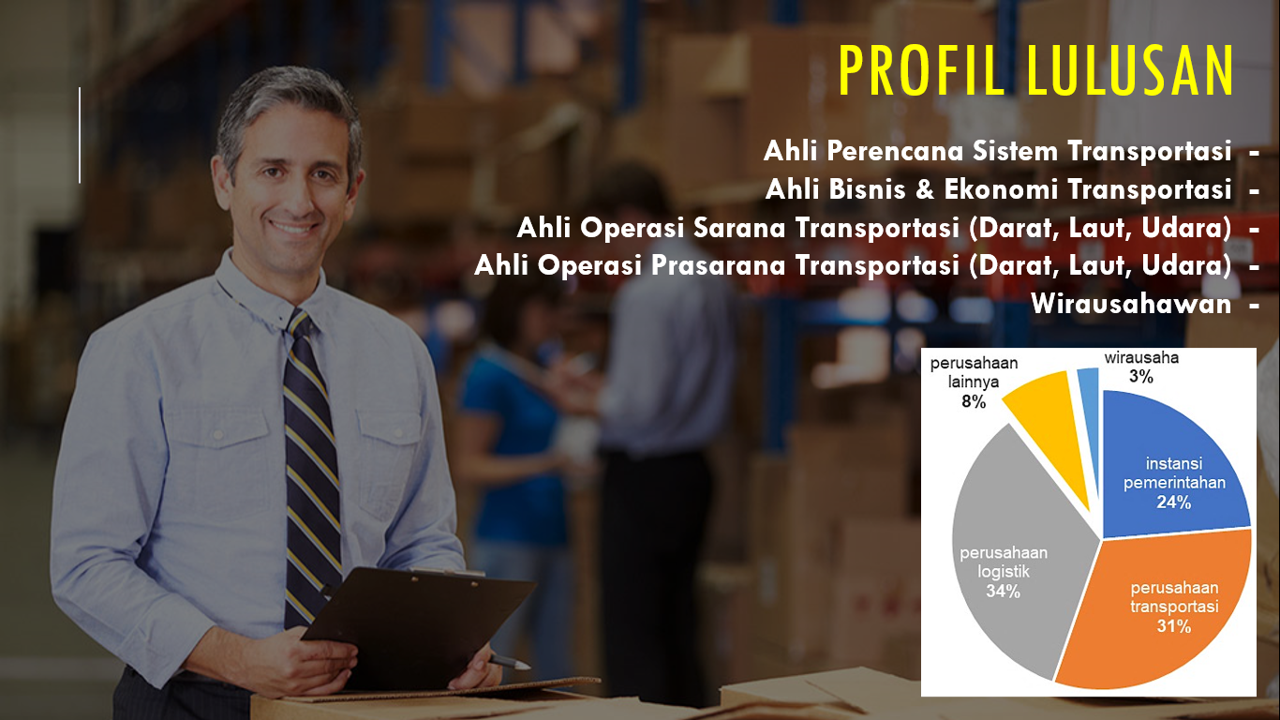 PROFIL LULUSAN
Ahli Perencana Sistem Transportasi -
Ahli Bisnis & Ekonomi Transportasi -
Ahli Operasi Sarana Transportasi (Darat, Laut, Udara) -
Ahli Operasi Prasarana Transportasi (Darat, Laut, Udara) -
Wirausahawan -
perusahaan
lainnya
8%
wirausaha
3%
instansi
pemerintahan
24%
perusahaan
logistik
34%
perusahaan
transportasi
31%